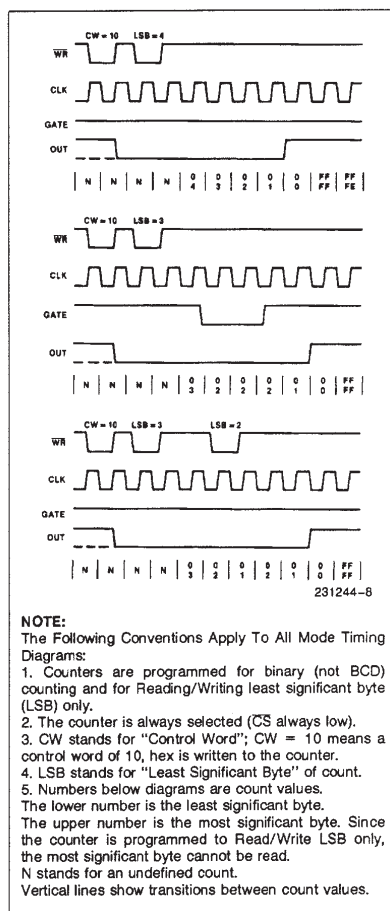 CW = 10 LSB = 4
WR
CLK
GATE
OUT
N N N N 0 4 0 3 0 2 0 1 0 0 FF FF FF FE
CW = 10 LSB = 3
WR
CLK
GATE
OUT
N N N N 0 3 0 2 0 2 0 2 0 1 0 0 FF FF
CW = 10 LSB = 3 LSB = 2
WR
CLK
GATE
OUT
N N N N 0 3 0 2 0 1 0 2 0 1 0 0 FF FF
231244–8
NOTE:
The Following Conventions Apply To All Mode Timing
Diagrams:
1. Counters are programmed for binary (not BCD)
counting and for Reading/Writing least significant byte
(LSB) only.
2. The counter is always selected (CS always low).
3. CW stands for "Control Word"; CW = 10 means a
control word of 10, hex is written to the counter.
4. LSB stands for "Least Significant Byte" of count.
5. Numbers below diagrams are count values.
The lower number is the least significant byte.
The upper number is the most significant byte. Since
the counter is programmed to Read/Write LSB only,
the most significant byte cannot be read.
N stands for an undefined count.
Vertical lines show transitions between count values.